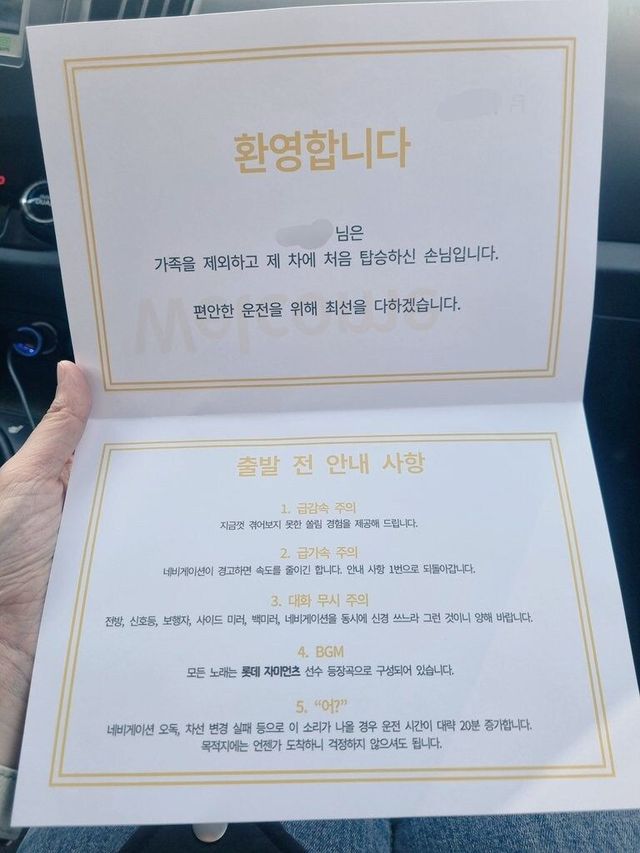 환영합니다
님은
가족을 제외하고 제 차에 처음 탑승하신 손님입니다.
편안한 운전을 위해 최선을 다하겠습니다.
Welcome
출발 전 안내 사항
1. 급감속 주의
지금껏 겪어보지 못한 쏠림 경험을 제공해 드립니다.
2. 급가속 주의
네비게이션이 경고하면 속도를 줄이긴 합니다. 안내 사항 1번으로 되돌아갑니다.
3. 대화 무시 주의
전방, 신호등, 보행자, 사이드 미러, 백미러, 네비게이션을 동시에 신경 쓰느라 그런 것이니 양해 바랍니다.
4. BGM
모든 노래는 롯데 자이언츠 선수 등장곡으로 구성되어 있습니다.
5. “어?”
네비게이션 오독, 차선 변경 실패 등으로 이 소리가 나올 경우 운전 시간이 대략 20분 증가합니다.
목적지에는 언젠가 도착하니 걱정하지 않으셔도 됩니다.